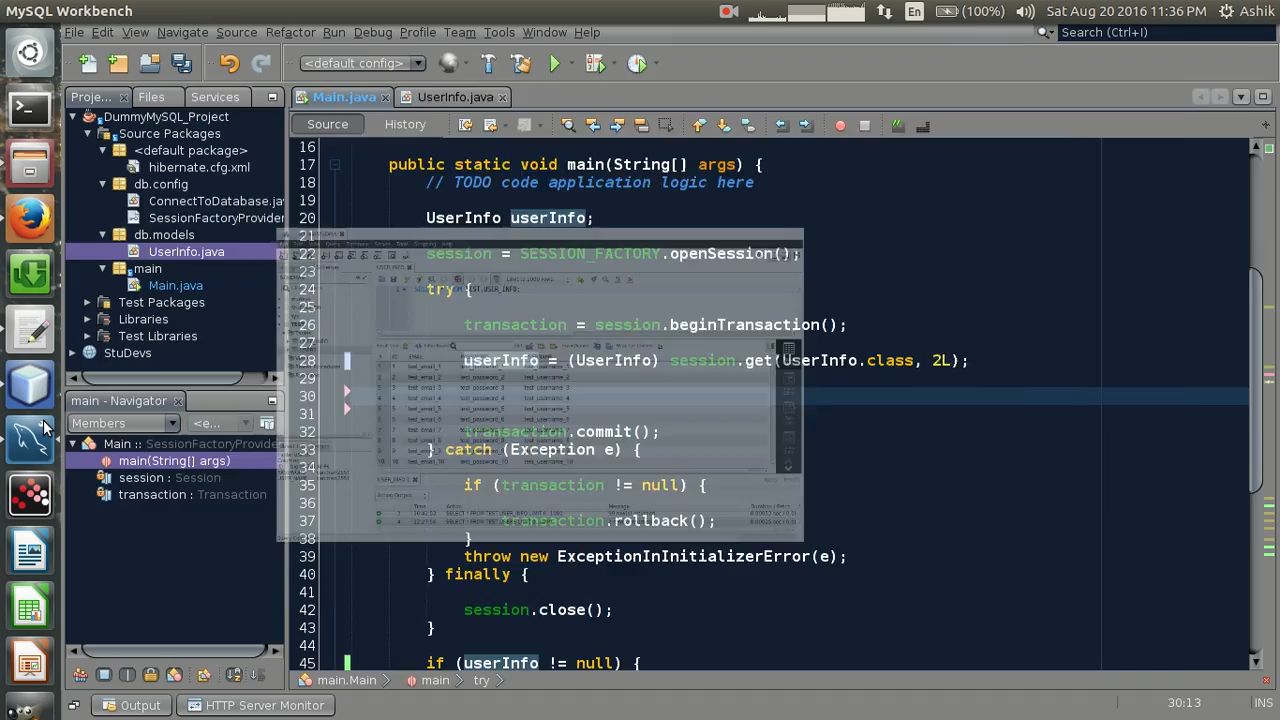 MySQL Workbench
En
(100%)
Sat Aug 20 2016 11:36 PM
Ashik
File Edit View Navigate Source Refactor Run Debug Profile Team Tools Window Help
Search (Ctrl+I)
<default config>
Proje... Files Services
Main.java UserInfo.java
DummyMySQL_Project
Source Packages
<default package>
hibernate.cfg.xml
db.config
ConnectToDatabase.jav
SessionFactoryProvider
db.models
UserInfo.java
main
Main.java
Test Packages
Libraries
Test Libraries
StuDevs
main - Navigator
Members <e...
Main :: SessionFactoryProvider
main(String[] args)
session : Session
transaction : Transaction
Source History
16
17 public static void main(String[] args) {
18 // TODO code application logic here
19
20 UserInfo userInfo;
21
22 session = SESSION_FACTORY.openSession();
23
24 try {
25
26 transaction = session.beginTransaction();
27
28 userInfo = (UserInfo) session.get(UserInfo.class, 2L);
29
30
31
32 transaction.commit();
33 } catch (Exception e) {
34
35 if (transaction != null) {
36
37 transaction.rollback();
38 }
39 throw new ExceptionInInitializerError(e);
40 } finally {
41
42 session.close();
43 }
44
45 if (userInfo != null) {
main.Main main try
Output HTTP Server Monitor
30:13 INS